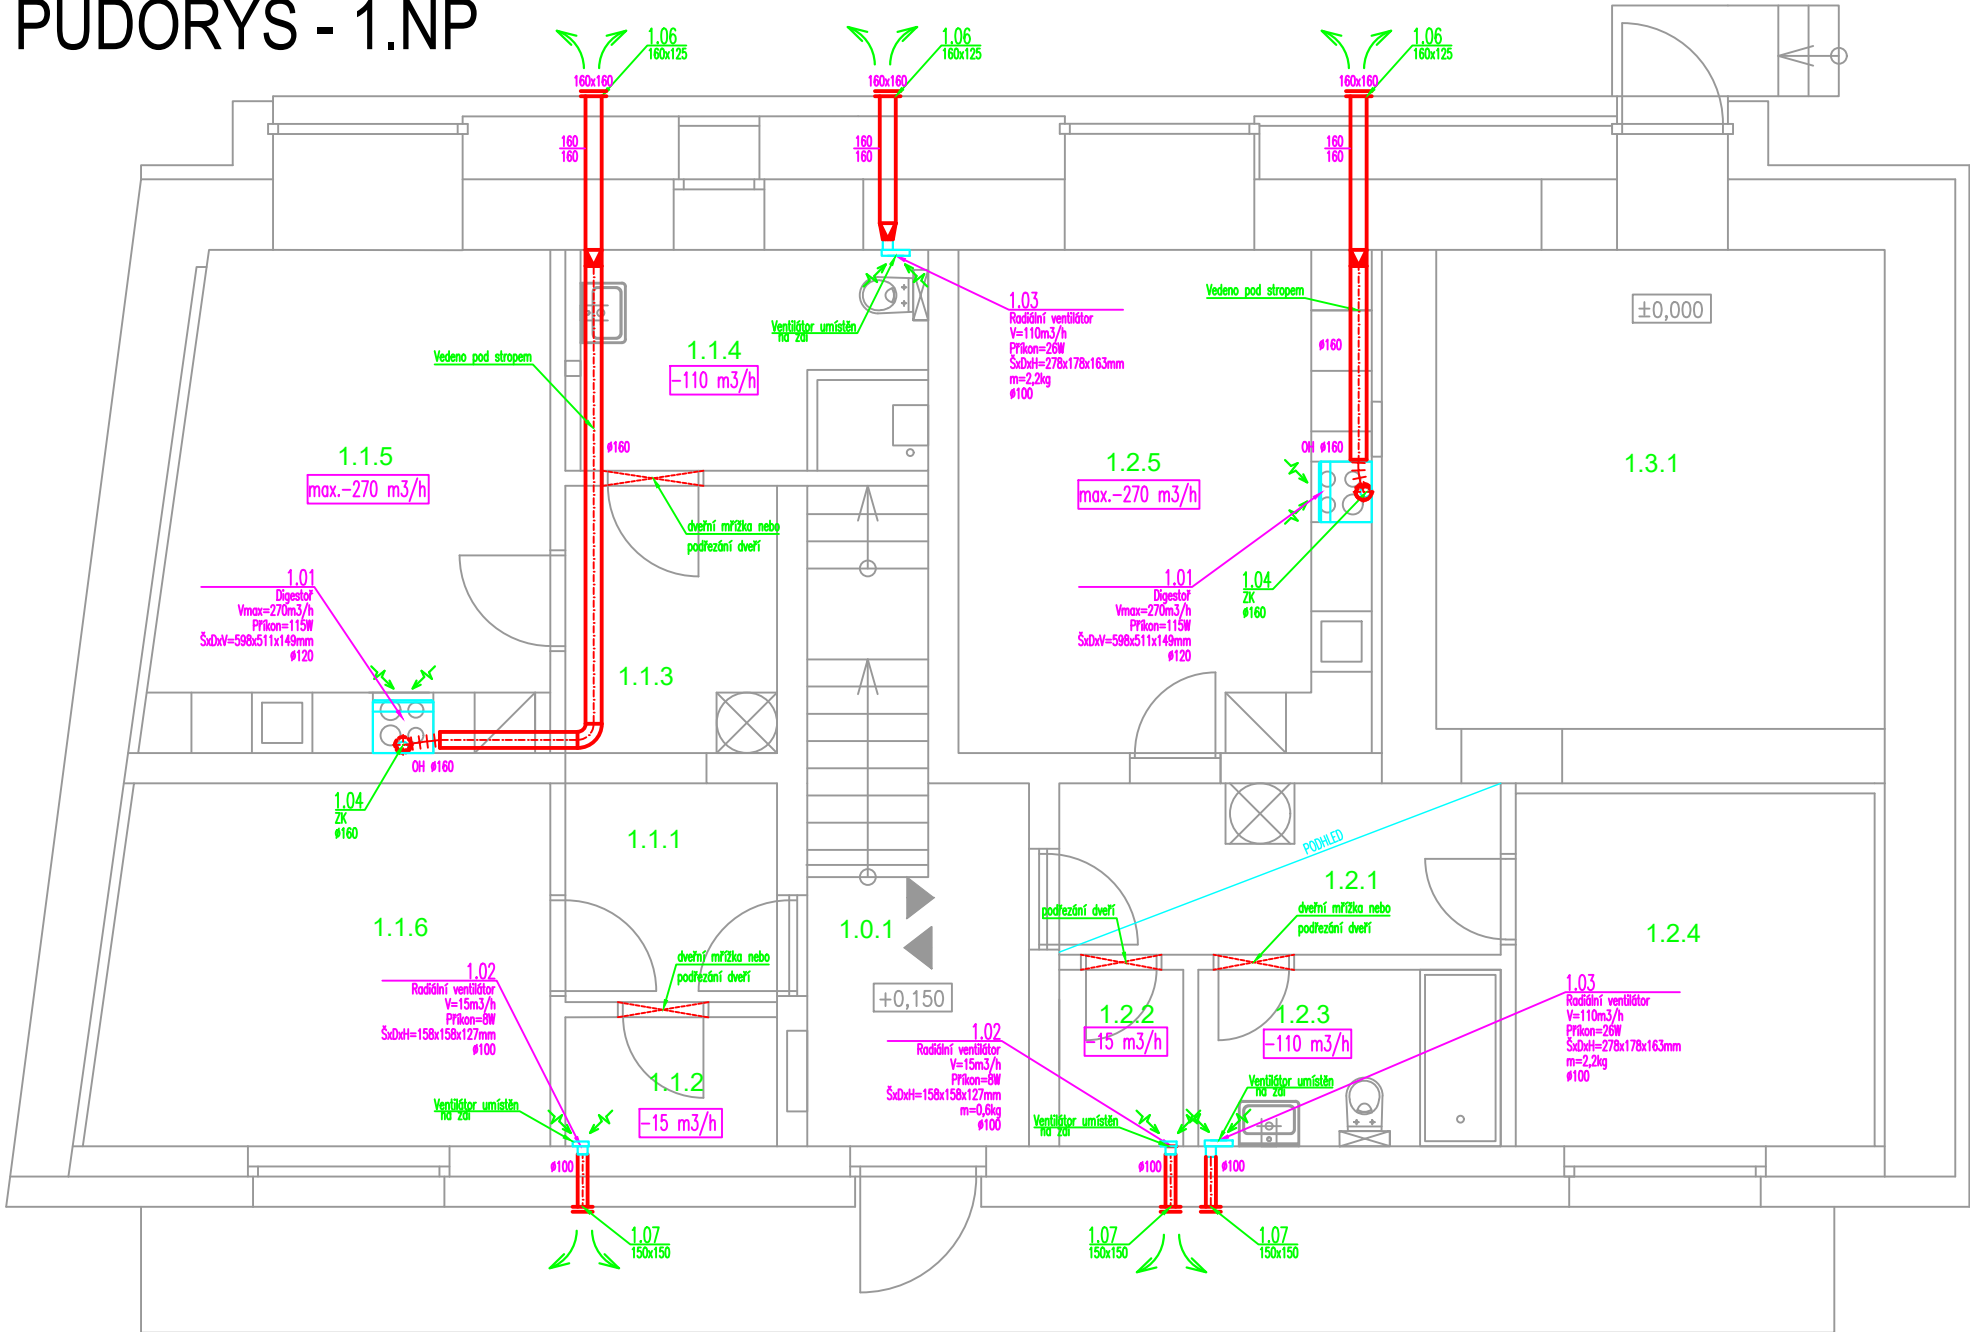 PŮDORYS - 1.NP
1.06
160x125
1.06
160x125
1.06
160x125
160x160
160x160
160x160
160
160
160
160
160
160
Vedeno pod stropem
Ventilátor umístěn
na zdi
1.03
Radiální ventilátor
V=110m3/h
Příkon=26W
ŠxDxH=278x178x163mm
m=2,2kg
ø100
Vedeno pod stropem
±0,000
ø160
1.1.4
-110 m3/h
ø160
1.1.5
max.-270 m3/h
1.2.5
max.-270 m3/h
OH ø160
1.3.1
dveřní mřížka nebo
podřezání dveří
1.01
Digestoř
Vmax=270m3/h
Příkon=115W
ŠxDxV=598x511x149mm
ø120
1.01
Digestoř
Vmax=270m3/h
Příkon=115W
ŠxDxV=598x511x149mm
ø120
1.04
ZK
ø160
1.1.3
OH ø160
1.04
ZK
ø160
1.1.1
PODHLED
1.2.1
podřezání dveří
dveřní mřížka nebo
podřezání dveří
1.1.6
1.0.1
1.2.4
dveřní mřížka nebo
podřezání dveří
1.02
Radiální ventilátor
V=15m3/h
Příkon=8W
ŠxDxH=158x158x127mm
ø100
+0,150
1.02
Radiální ventilátor
V=15m3/h
Příkon=8W
ŠxDxH=158x158x127mm
m=0,6kg
ø100
1.2.2
-15 m3/h
1.2.3
-110 m3/h
1.03
Radiální ventilátor
V=110m3/h
Příkon=26W
ŠxDxH=278x178x163mm
m=2,2kg
ø100
1.1.2
-15 m3/h
Ventilátor umístěn
na zdi
Ventilátor umístěn
na zdi
Ventilátor umístěn
na zdi
ø100
ø100
ø100
1.07
150x150
1.07
150x150
1.07
150x150